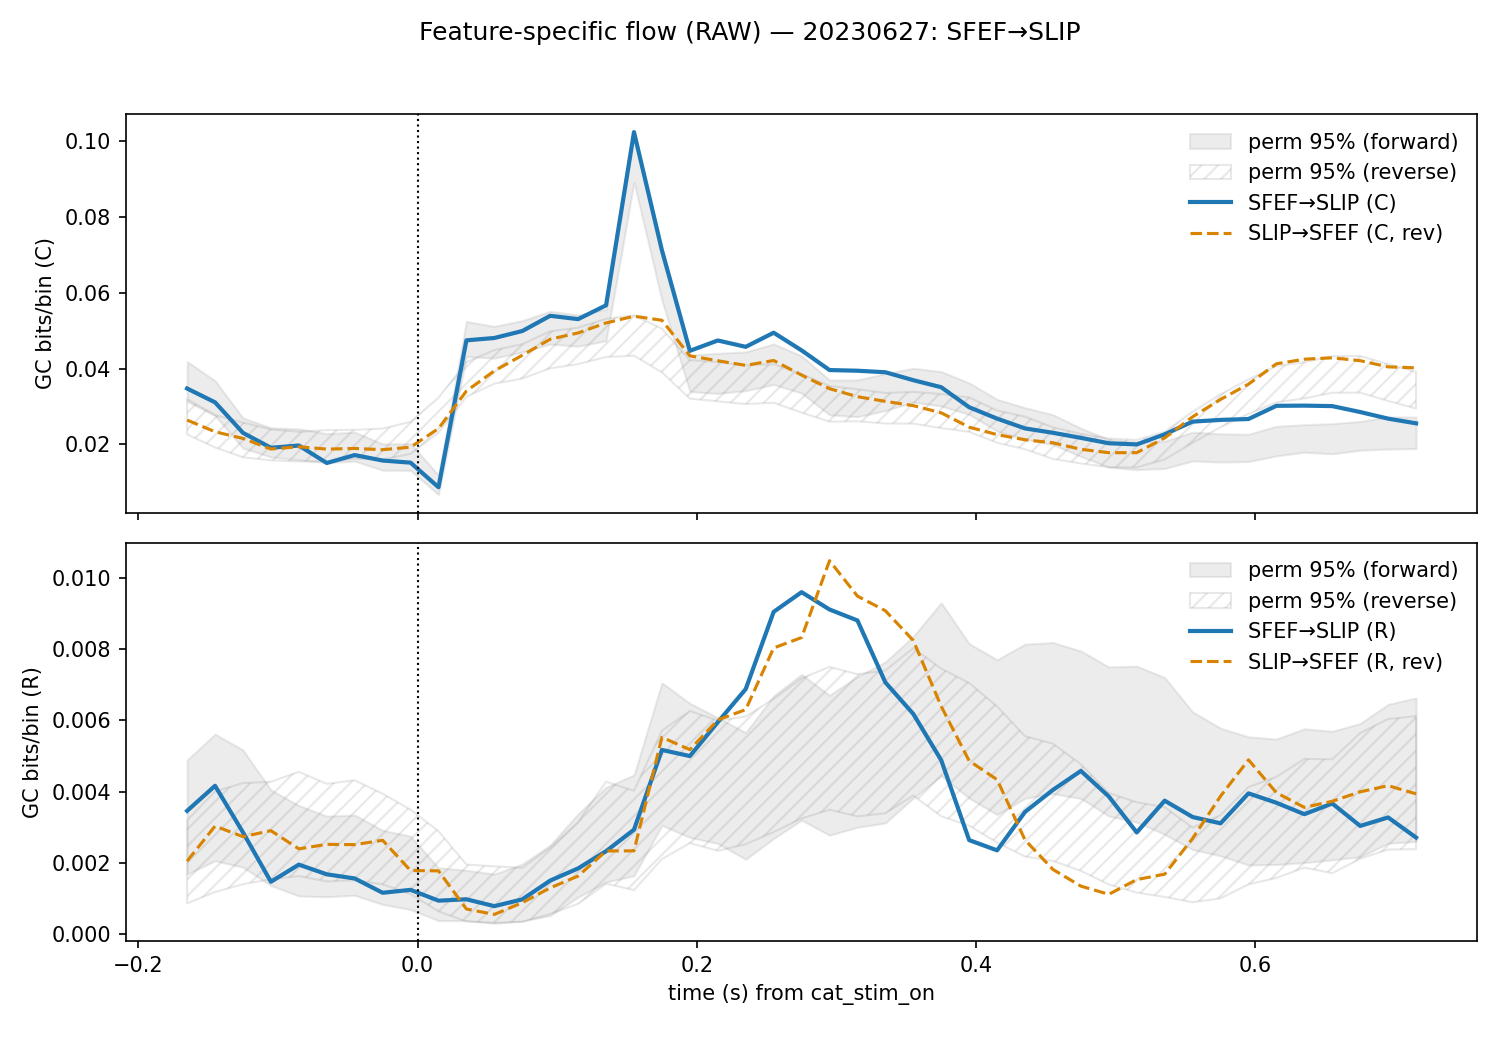 Feature-specific flow (RAW) — 20230627: SFEF→SLIP
GC bits/bin (C)
0.10
0.08
0.06
0.04
0.02
perm 95% (forward)
perm 95% (reverse)
SFEF→SLIP (C)
SLIP→SFEF (C, rev)
GC bits/bin (R)
0.010
0.008
0.006
0.004
0.002
0.000
perm 95% (forward)
perm 95% (reverse)
SFEF→SLIP (R)
SLIP→SFEF (R, rev)
−0.2 0.0 0.2 0.4 0.6
time (s) from cat_stim_on